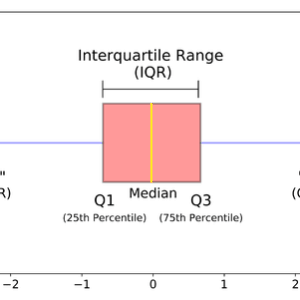 Interquartile Range
(IQR)
"
R)
"
(Q
Q1
Median
Q3
(25th Percentile)
(75th Percentile)
−2
−1
0
1
2